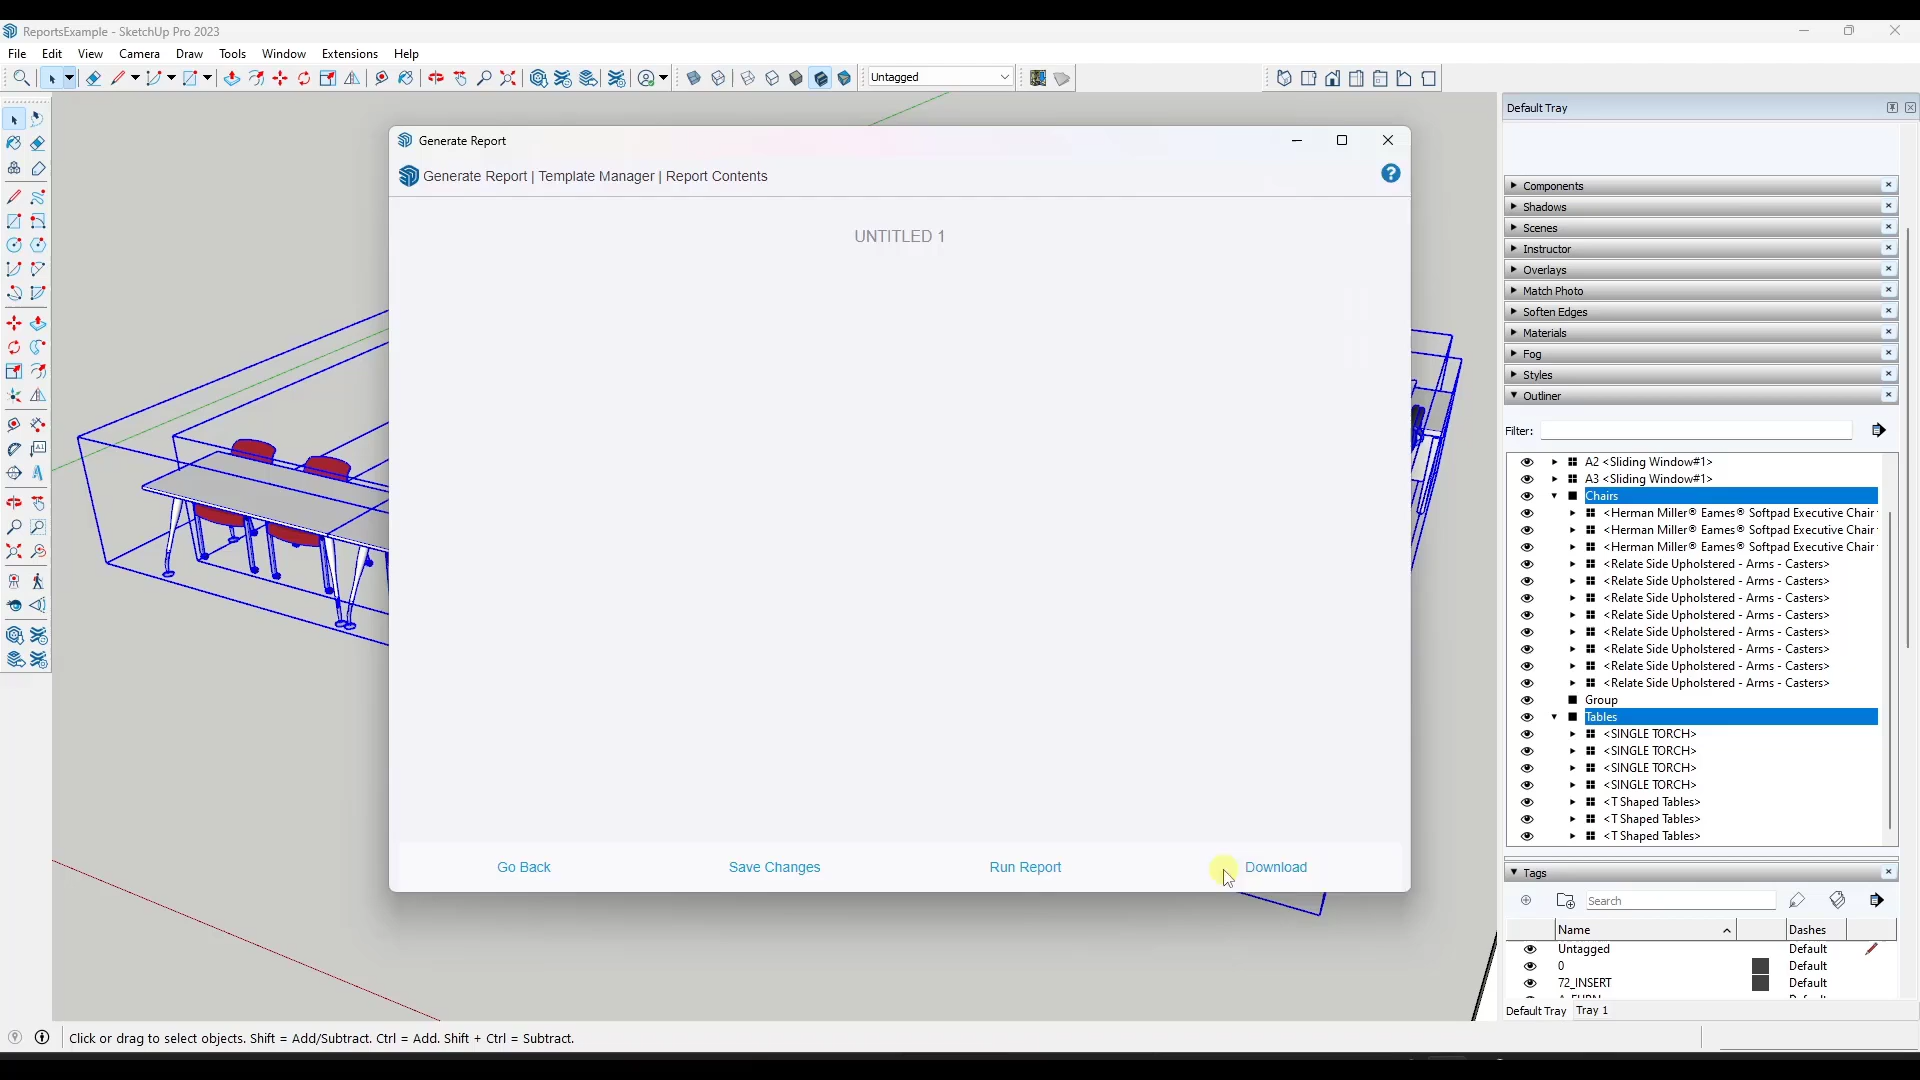 ReportsExample - SketchUp Pro 2023
File Edit View Camera Draw Tools Window Extensions Help
Untagged
Default Tray
Generate Report
Generate Report | Template Manager | Report Contents
?
UNTITLED 1
Go Back
Save Changes
Run Report
Download
Components
Shadows
Scenes
Instructor
Overlays
Match Photo
Soften Edges
Materials
Fog
Styles
Outliner
Filter:
A2 <Sliding Window#1>
A3 <Sliding Window#1>
Chairs
<Herman Miller® Eames® Softpad Executive Chair
<Herman Miller® Eames® Softpad Executive Chair
<Herman Miller® Eames® Softpad Executive Chair
<Relate Side Upholstered - Arms - Casters>
<Relate Side Upholstered - Arms - Casters>
<Relate Side Upholstered - Arms - Casters>
<Relate Side Upholstered - Arms - Casters>
<Relate Side Upholstered - Arms - Casters>
<Relate Side Upholstered - Arms - Casters>
<Relate Side Upholstered - Arms - Casters>
<Relate Side Upholstered - Arms - Casters>
Group
Tables
<SINGLE TORCH>
<SINGLE TORCH>
<SINGLE TORCH>
<SINGLE TORCH>
<T Shaped Tables>
<T Shaped Tables>
<T Shaped Tables>
Tags
Search
Name Dashes
Untagged Default
0 Default
72_INSERT Default
Default Tray Tray 1
Click or drag to select objects. Shift = Add/Subtract. Ctrl = Add. Shift + Ctrl = Subtract.